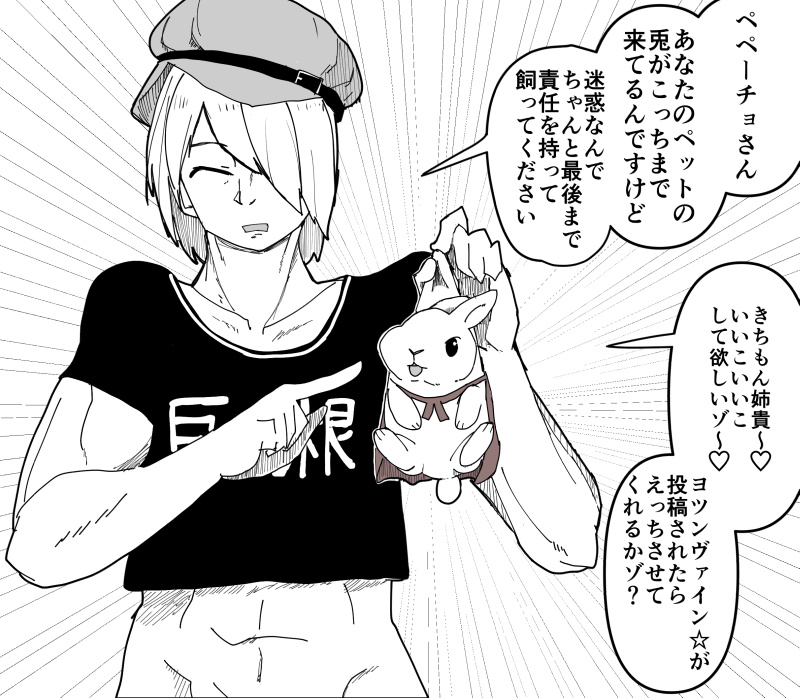 ペペーチョさん
あなたのペットの
兎がこっちまで
来てるんですけど
迷惑なんで
ちゃんと最後まで
責任を持って
飼ってください
きちもん姉貴〜♡
いいこいいこ
して欲しいゾ〜♡
ヨツンヴァイン☆が
投稿されたら
えっちさせて
くれるかゾ？
巨根